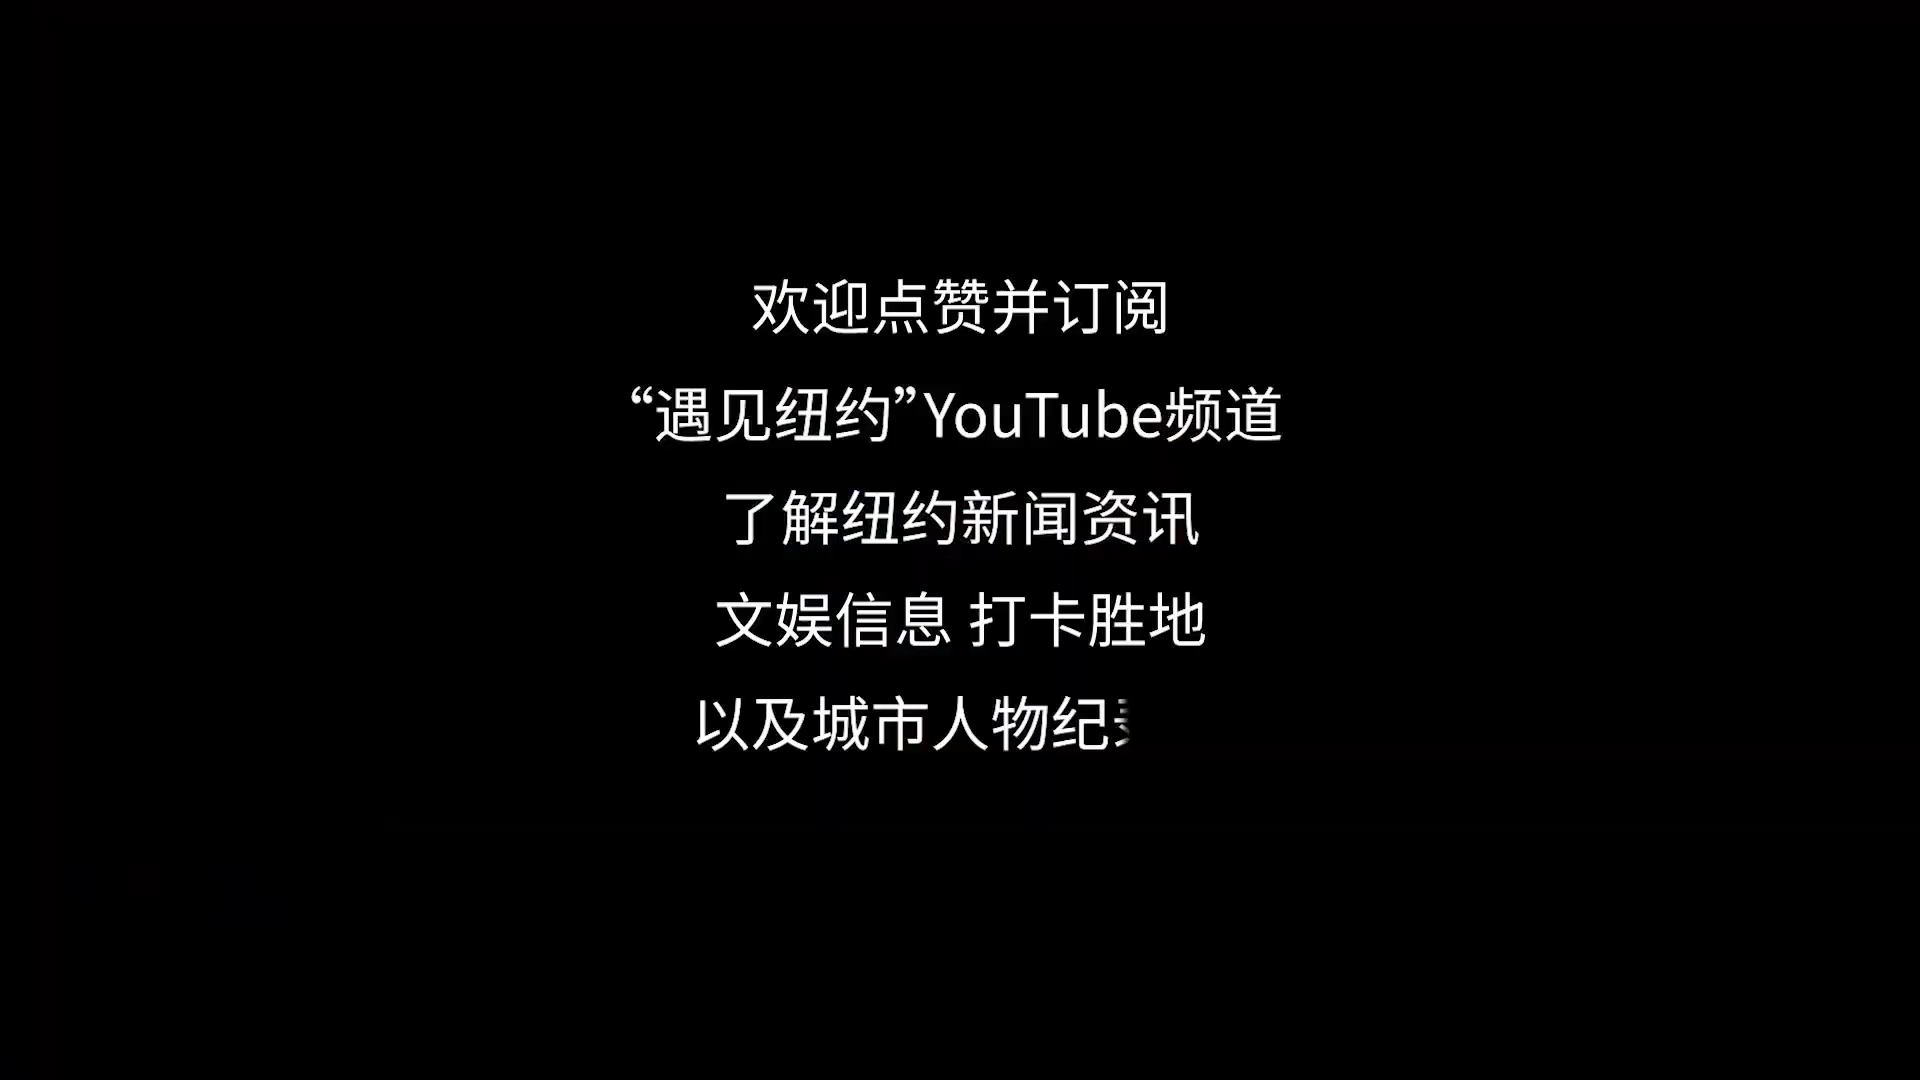 欢迎点赞并订阅
“遇见纽约”YouTube频道
了解纽约新闻资讯
文娱信息 打卡胜地
以及城市人物纪